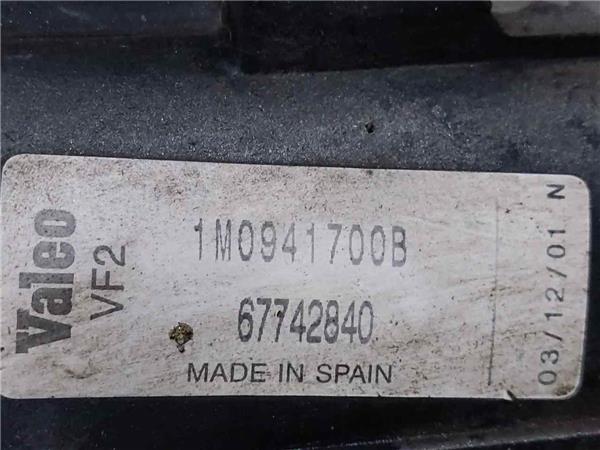 Valeo
VF2
1M0941700B
67742840
MADE IN SPAIN
03/12/01 N